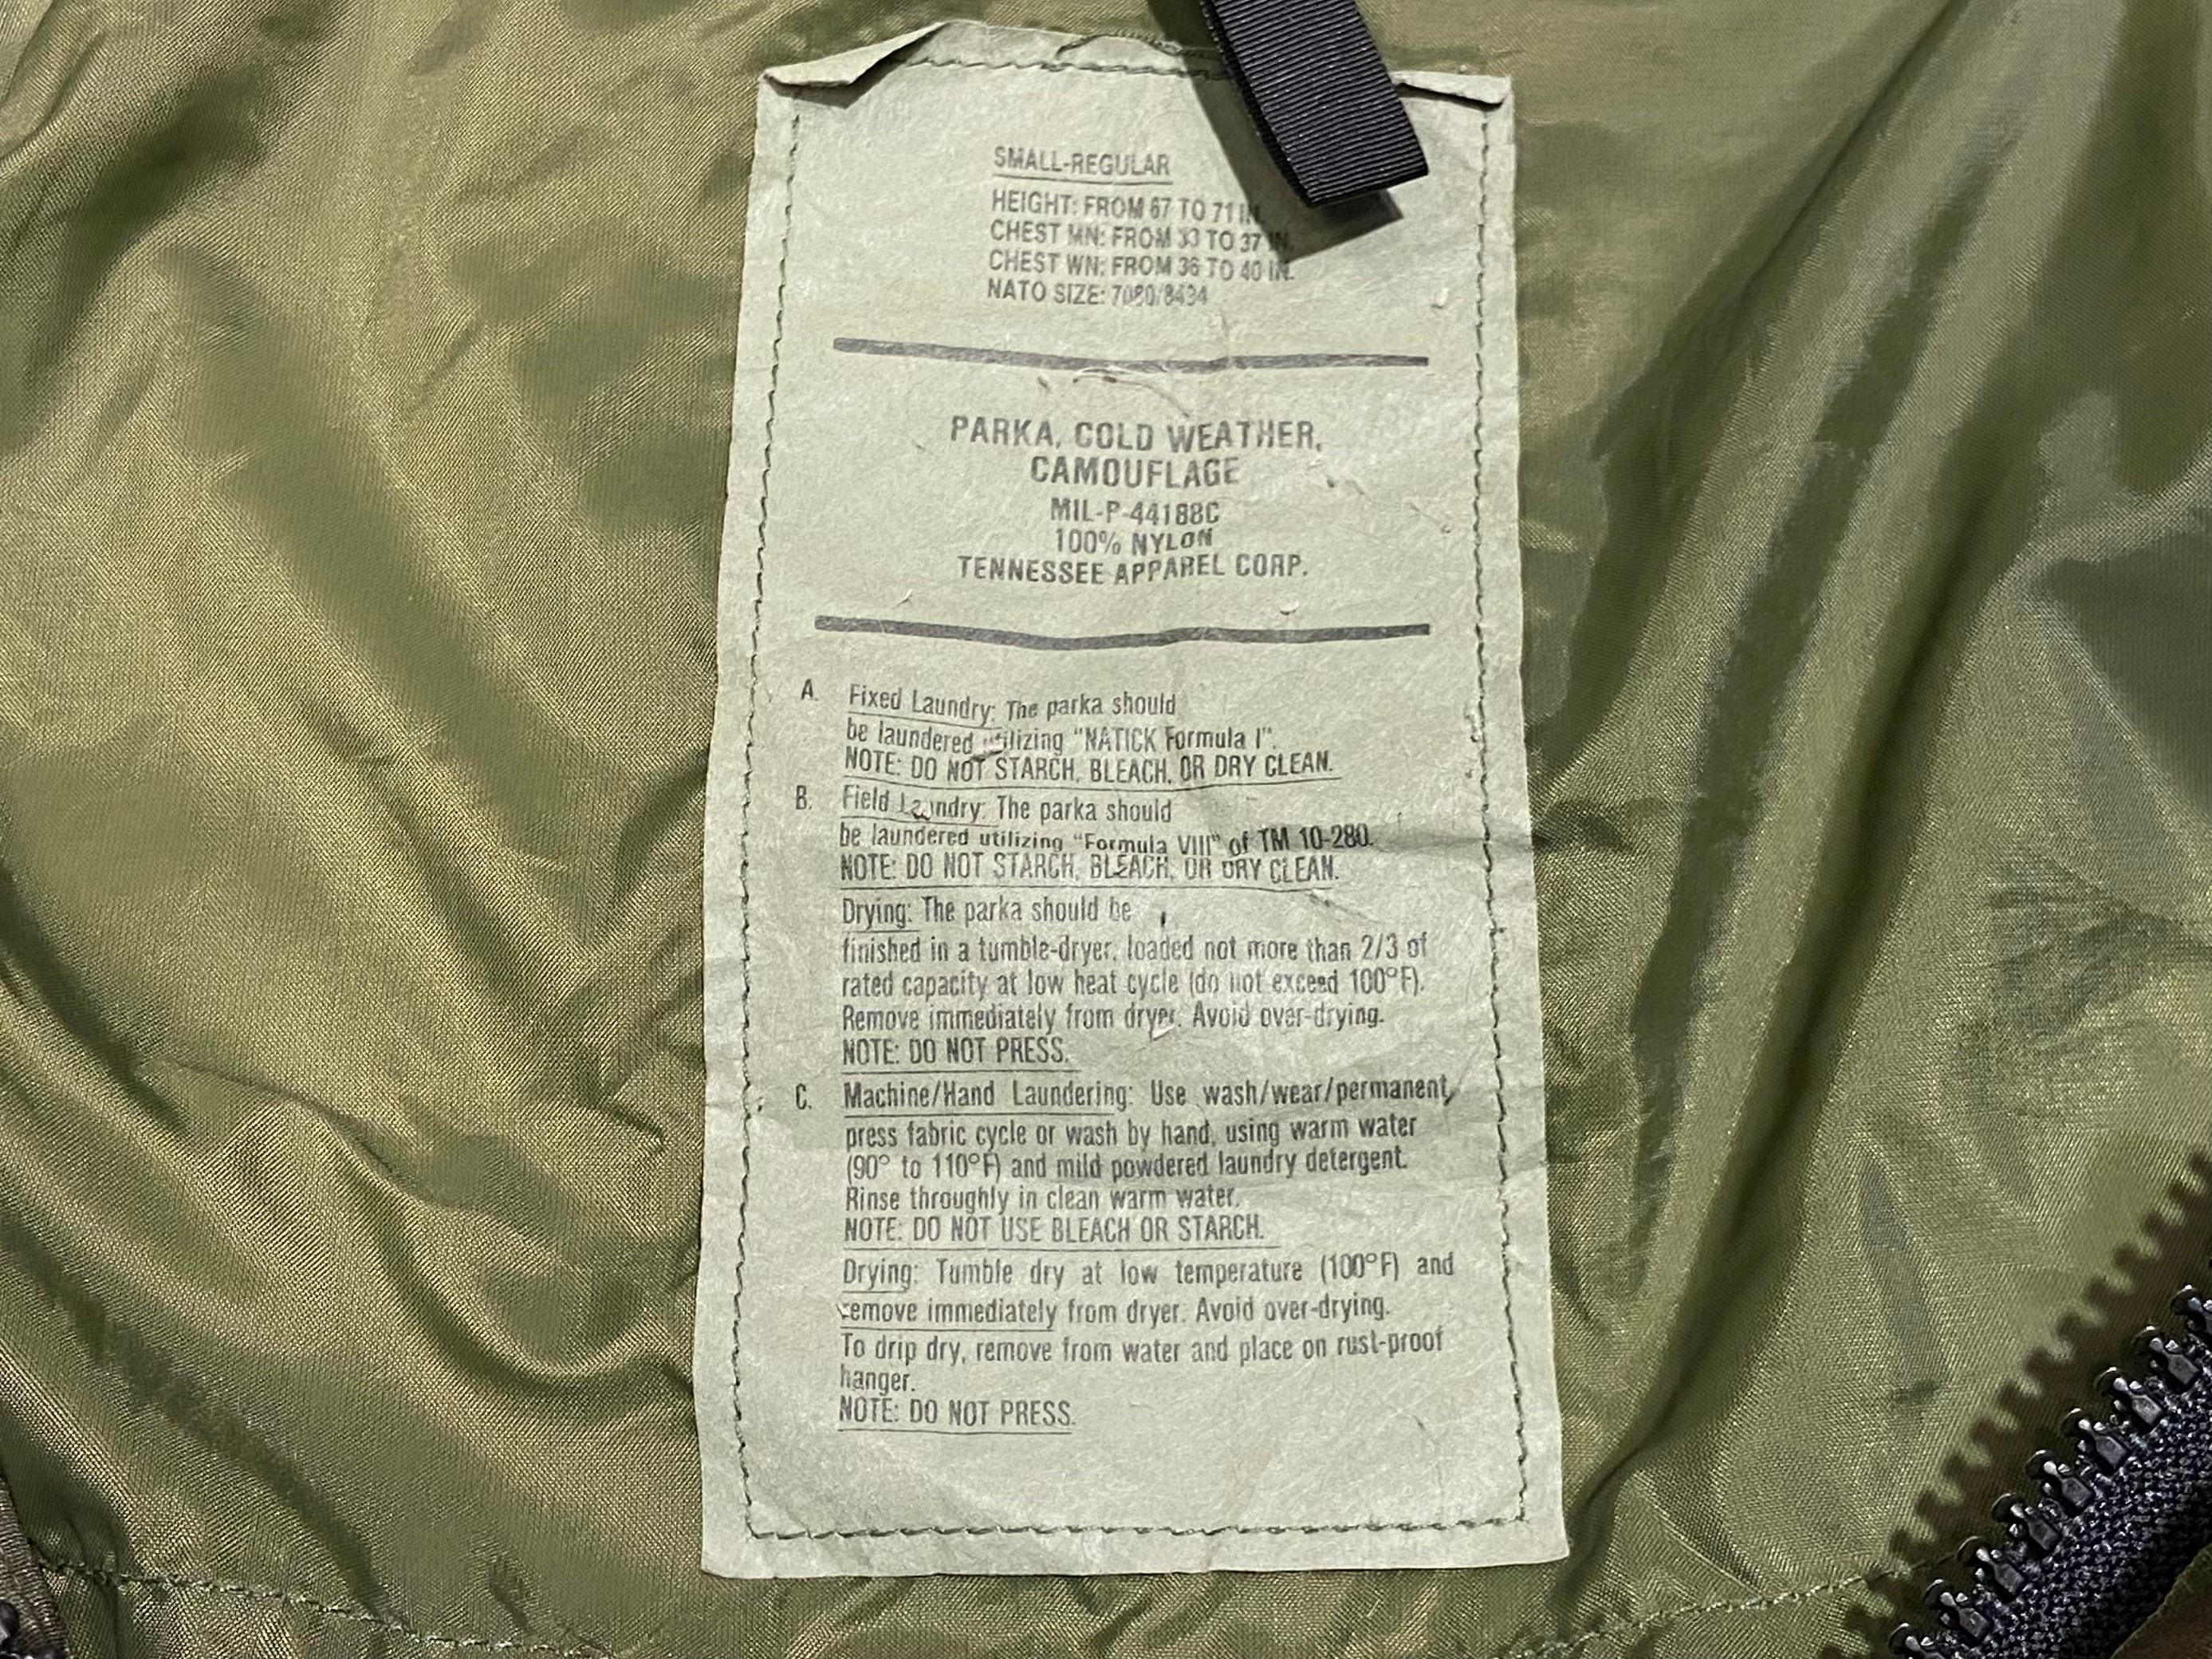 SMALL-REGULAR
HEIGHT: FROM 67 TO 71 IN.
CHEST MN: FROM 33 TO 37 IN.
CHEST WN: FROM 36 TO 40 IN.
NATO SIZE:
PARKA, COLD WEATHER,
CAMOUFLAGE
MIL-P-44188C
100% NYLON
TENNESSEE APPAREL CORP.
A. Fixed Laundry: The parka should
be laundered utilizing "NATICK Formula I".
NOTE: DO NOT STARCH, BLEACH, OR DRY CLEAN.
B. Field Laundry: The parka should
be laundered utilizing "Formula VIII" of TM 10-280.
NOTE: DO NOT STARCH, BLEACH, OR DRY CLEAN.
Drying: The parka should be
finished in a tumble-dryer, loaded not more than 2/3 of
rated capacity at low heat cycle (do not exceed 100°F).
Remove immediately from dryer. Avoid over-drying.
NOTE: DO NOT PRESS.
C. Machine/Hand Laundering: Use wash/wear/permanent
press fabric cycle or wash by hand, using warm water
(90° to 110°F) and mild powdered laundry detergent.
Rinse throughly in clean warm water.
NOTE: DO NOT USE BLEACH OR STARCH.
Drying: Tumble dry at low temperature (100°F) and
remove immediately from dryer. Avoid over-drying.
To drip dry, remove from water and place on rust-proof
hanger.
NOTE: DO NOT PRESS.